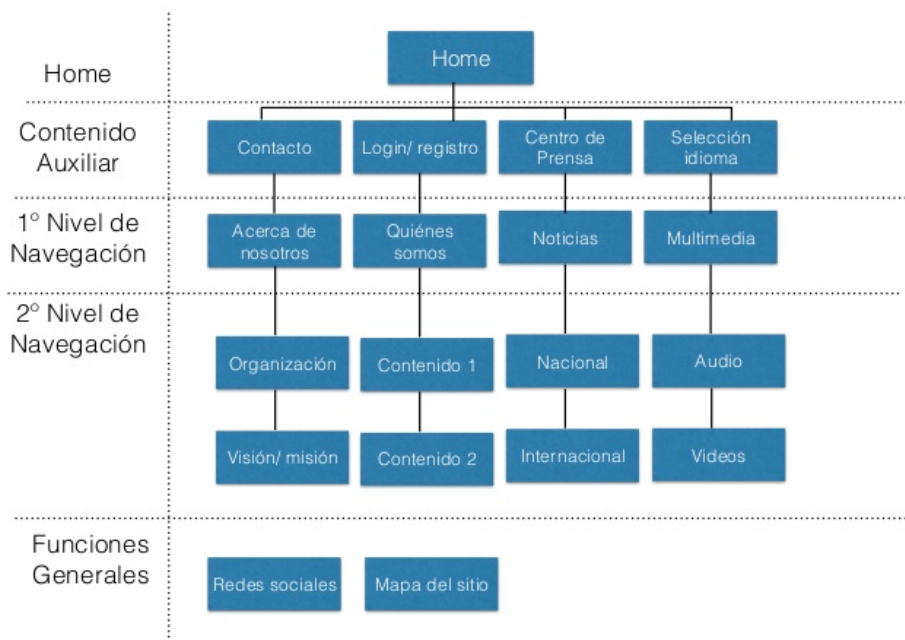 Home
Home
Contenido
Auxiliar
Contacto
Login/ registro
Centro de
Prensa
Selección
idioma
1º Nivel de
Navegación
Acerca de
nosotros
Quiénes
somos
Noticias
Multimedia
2º Nivel de
Navegación
Organización
Contenido 1
Nacional
Audio
Visión/ misión
Contenido 2
Internacional
Videos
Funciones
Generales
Redes sociales
Mapa del sitio